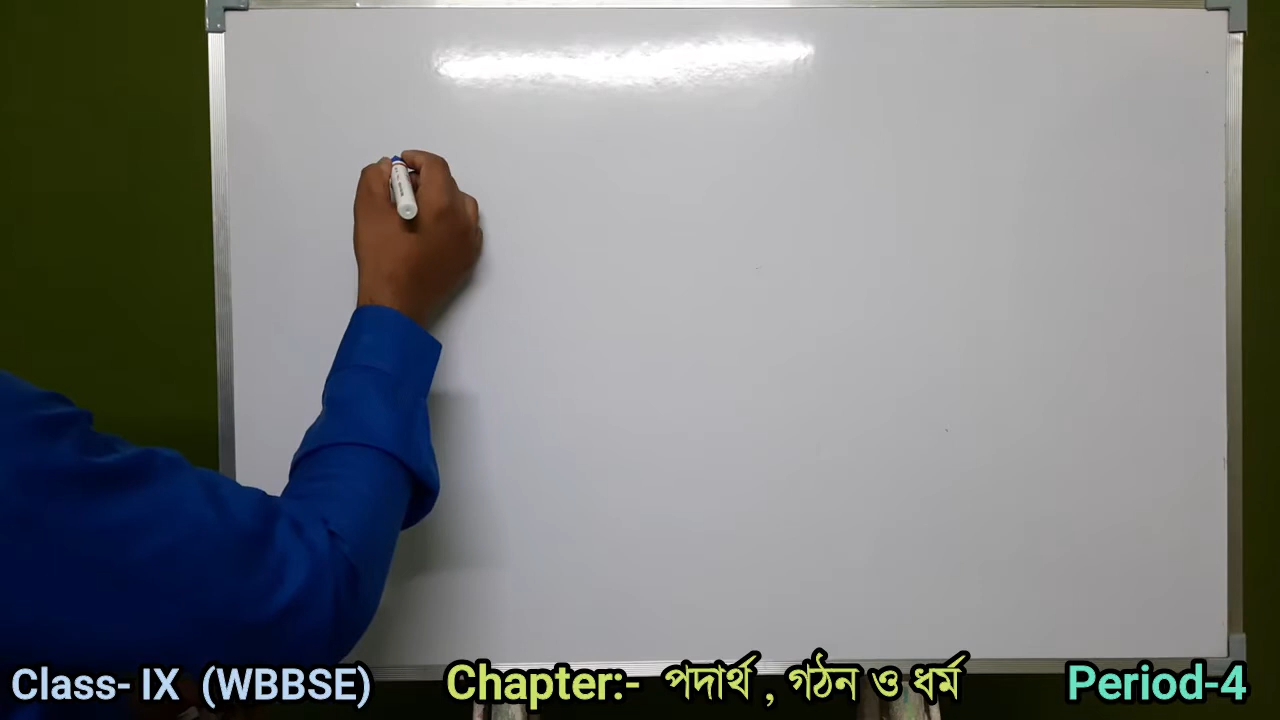 Class- IX (WBBSE) Chapter:- পদার্থ , গঠন ও ধর্ম Period-4